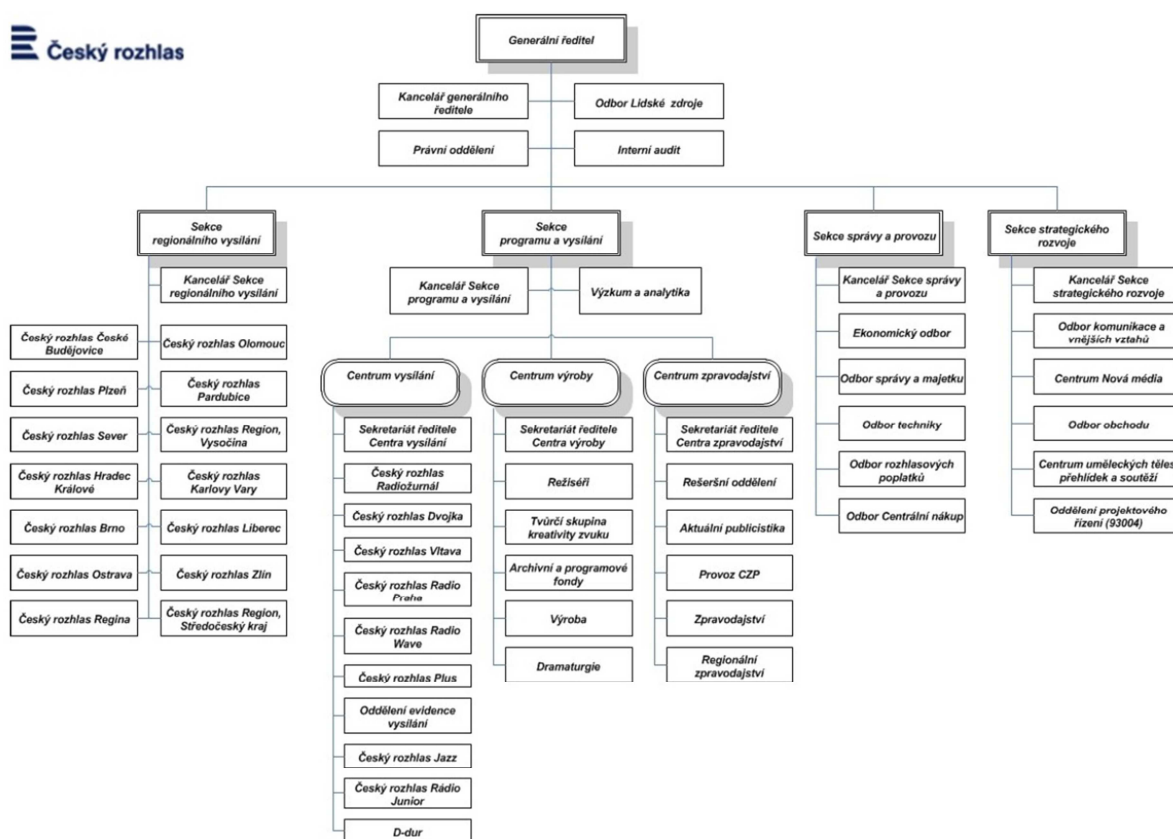 Český rozhlas
Generální ředitel
Kancelář generálního
ředitele
Odbor Lidské zdroje
Právní oddělení
Interní audit
Sekce
regionálního vysílání
Sekce
programu a vysílání
Sekce správy a provozu
Sekce strategického
rozvoje
Kancelář Sekce
regionálního vysílání
Český rozhlas České
Budějovice
Český rozhlas Olomouc
Český rozhlas Plzeň
Český rozhlas
Pardubice
Český rozhlas Sever
Český rozhlas Region,
Vysočina
Český rozhlas Hradec
Králové
Český rozhlas
Karlovy Vary
Český rozhlas Brno
Český rozhlas Liberec
Český rozhlas Ostrava
Český rozhlas Zlín
Český rozhlas Regina
Český rozhlas Region,
Středočeský kraj
Kancelář Sekce
programu a vysílání
Výzkum a analytika
Centrum vysílání
Sekretariát ředitele
Centra vysílání
Český rozhlas
Radiožurnál
Český rozhlas Dvojka
Český rozhlas Vltava
Český rozhlas Radio
Praha
Český rozhlas Radio
Wave
Český rozhlas Plus
Oddělení evidence
vysílání
Český rozhlas Jazz
Český rozhlas Rádio
Junior
D-dur
Centrum výroby
Sekretariát ředitele
Centra výroby
Režiséři
Tvůrčí skupina
kreativity zvuku
Archivní a programové
fondy
Výroba
Dramaturgie
Centrum zpravodajství
Sekretariát ředitele
Centra zpravodajství
Rešeršní oddělení
Aktuální publicistika
Provoz CZP
Zpravodajství
Regionální
zpravodajství
Kancelář Sekce správy
a provozu
Ekonomický odbor
Odbor správy a majetku
Odbor techniky
Odbor rozhlasových
poplatků
Odbor Centrální nákup
Kancelář Sekce
strategického rozvoje
Odbor komunikace a
vnějších vztahů
Centrum Nová média
Odbor obchodu
Centrum uměleckých těles
přehlídek a soutěží
Oddělení projektového
řízení (93004)